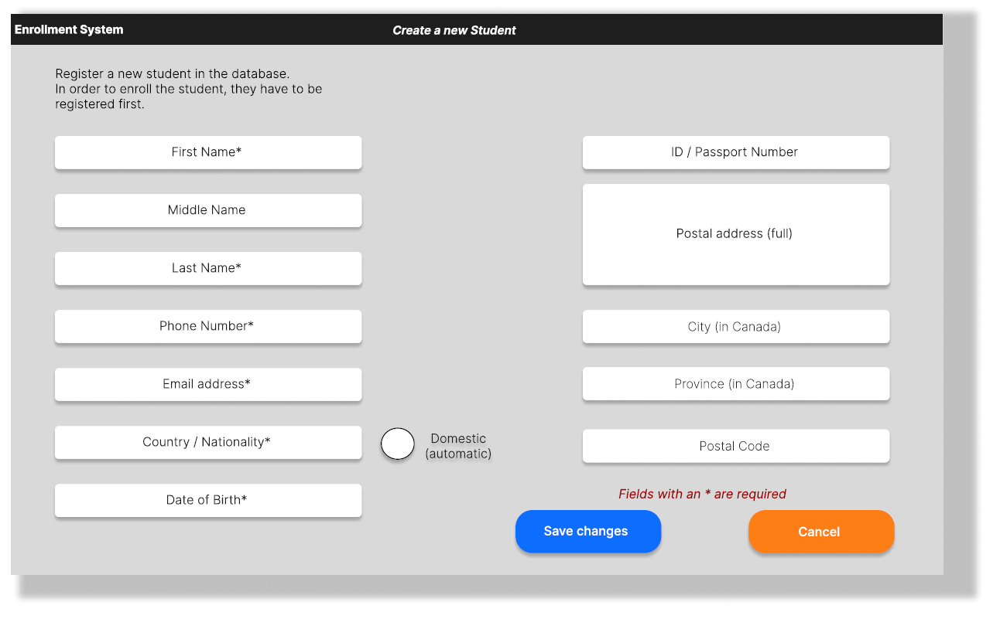 Enrollment System
Create a new Student
Register a new student in the database.
In order to enroll the student, they have to be
registered first.
First Name*
Middle Name
Last Name*
Phone Number*
Email address*
Country / Nationality*
Domestic
(automatic)
Date of Birth*
ID / Passport Number
Postal address (full)
City (in Canada)
Province (in Canada)
Postal Code
Fields with an * are required
Save changes
Cancel